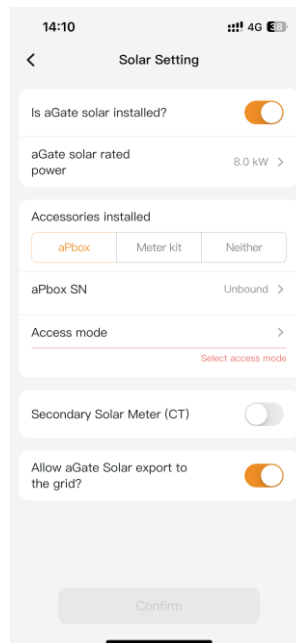 14:10
4G 38
Solar Setting
Is aGate solar installed?
aGate solar rated
power
8.0 kW
Accessories installed
aPbox Meter kit Neither
aPbox SN Unbound
Access mode
Select access mode
Secondary Solar Meter (CT)
Allow aGate Solar export to
the grid?
Confirm